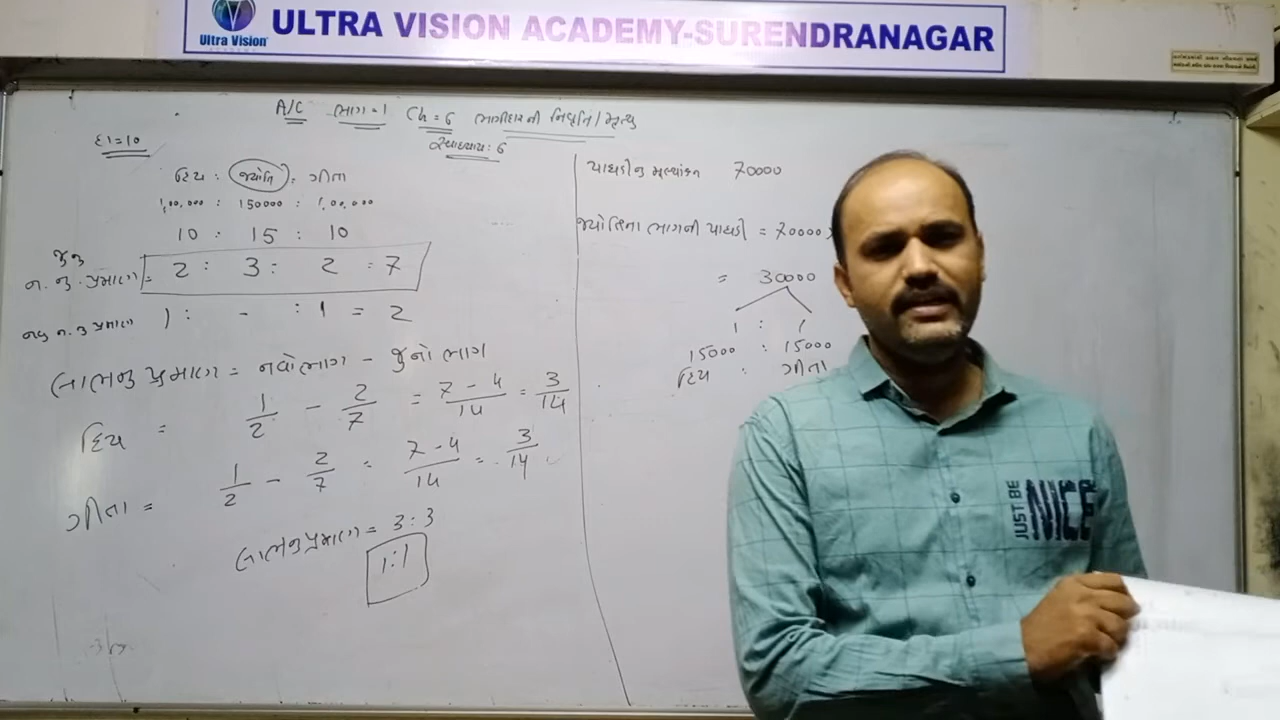 ULTRA VISION ACADEMY-SURENDRANAGAR
Ultra Vision
A/C ભાગ=1 Ch=6 ભાગીદારની નિવૃત્તિ/મૃત્યુ
સ્વાધ્યાય: 6
દા=10
દિય : જ્યોતિ : ગીતા
1,00,000 : 150000 : 1,00,000
10 : 15 : 10
જુનુ
ન.નુ.પ્રમાણ = 2 : 3 : 2 = 7
નવુ ન.નુ પ્રમાણ 1 : - : 1 = 2
લાભનુ પ્રમાણ = નવોભાગ - જુનો ભાગ
દિય = 1/2 - 2/7 = 7-4/14 = 3/14
ગીતા = 1/2 - 2/7 = 7-4/14 = 3/14
લાભનુ પ્રમાણ = 3:3
1:1
પાઘડીનુ મૂલ્યાંકન 70000
જ્યોતિના ભાગની પાઘડી = 70000 x
= 30000
1 : 1
15000 : 15000
દિય : ગીતા
JUST BE
NICE